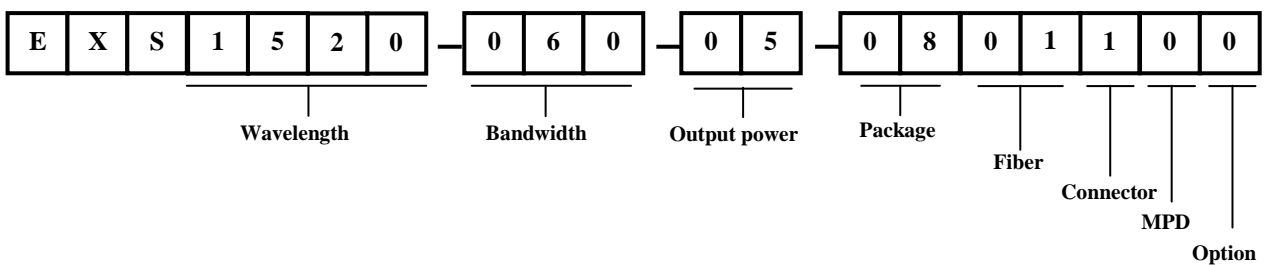 E X S 1 5 2 0 – 0 6 0 – 0 5 – 0 8 0 1 1 0 0
Wavelength Bandwidth Output power Package
Fiber
Connector
MPD
Option